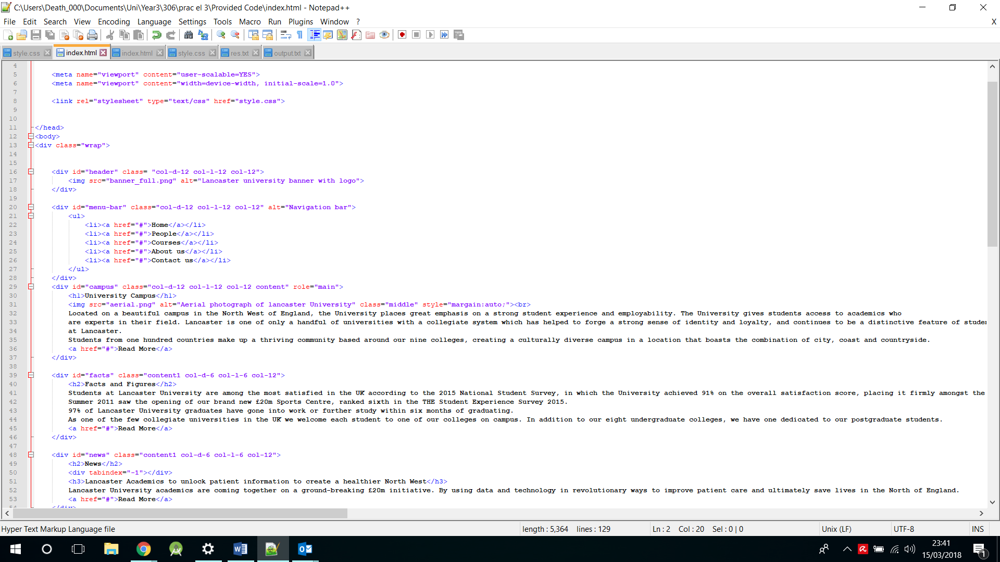 C:\Users\Death_000\Documents\Uni\Year3\306\prac el 3\Provided Code\index.html - Notepad++
File Edit Search View Encoding Language Settings Tools Macro Run Plugins Window ? X
style.css index.html index.html style.css res.txt output.txt
4
5 <meta name="viewport" content="user-scalable=YES">
6 <meta name="viewport" content="width=device-width, initial-scale=1.0">
7
8 <link rel="stylesheet" type="text/css" href="style.css">
9
10
11 </head>
12 <body>
13 <div class="wrap">
14
15
16 <div id="header" class= "col-d-12 col-l-12 col-12">
17 <img src="banner_full.png" alt="Lancaster university banner with logo">
18 </div>
19
20 <div id="menu-bar" class="col-d-12 col-l-12 col-12" alt="Navigation bar">
21 <ul>
22 <li><a href="#">Home</a></li>
23 <li><a href="#">People</a></li>
24 <li><a href="#">Courses</a></li>
25 <li><a href="#">About us</a></li>
26 <li><a href="#">Contact us</a></li>
27 </ul>
28 </div>
29 <div id="campus" class="col-d-12 col-l-12 col-12 content" role="main">
30 <h1>University Campus</h1>
31 <img src="aerial.png" alt="Aerial photograph of lancaster University" class="middle" style="margain:auto;"><br>
32 Located on a beautiful campus in the North West of England, the University places great emphasis on a strong student experience and employability. The University gives students access to academics who
33 are experts in their field. Lancaster is one of only a handful of universities with a collegiate system which has helped to forge a strong sense of identity and loyalty, and continues to be a distinctive feature of
34 at Lancaster.
35 Students from one hundred countries make up a thriving community based around our nine colleges, creating a culturally diverse campus in a location that boasts the combination of city, coast and countryside.
36 <a href="#">Read More</a>
37 </div>
38
39 <div id="facts" class="content1 col-d-6 col-l-6 col-12">
40 <h2>Facts and Figures</h2>
41 Students at Lancaster University are among the most satisfied in the UK according to the 2015 National Student Survey, in which the University achieved 91% on the overall satisfaction score, placing it firmly amongst the
42 Summer 2011 saw the opening of our brand new £20m Sports Centre, ranked sixth in the THE Student Experience Survey 2015.
43 97% of Lancaster University graduates have gone into work or further study within six months of graduating.
44 As one of the few collegiate universities in the UK we welcome each student to one of our colleges on campus. In addition to our eight undergraduate colleges, we have one dedicated to our postgraduate students.
45 <a href="#">Read More</a>
46 </div>
47
48 <div id="news" class="content1 col-d-6 col-l-6 col-12">
49 <h2>News</h2>
50 <div tabindex="-1"></div>
51 <h3>Lancaster Academics to unlock patient information to create a healthier North West</h3>
52 Lancaster University academics are coming together on a ground-breaking £20m initiative. By using data and technology in revolutionary ways to improve patient care and ultimately save lives in the North of England.
53 <a href="#">Read More</a>
54 </div>
Hyper Text Markup Language file length : 5,364 lines : 129 Ln : 2 Col : 20 Sel : 0 | 0 Unix (LF) UTF-8 INS
23:41
15/03/2018
1